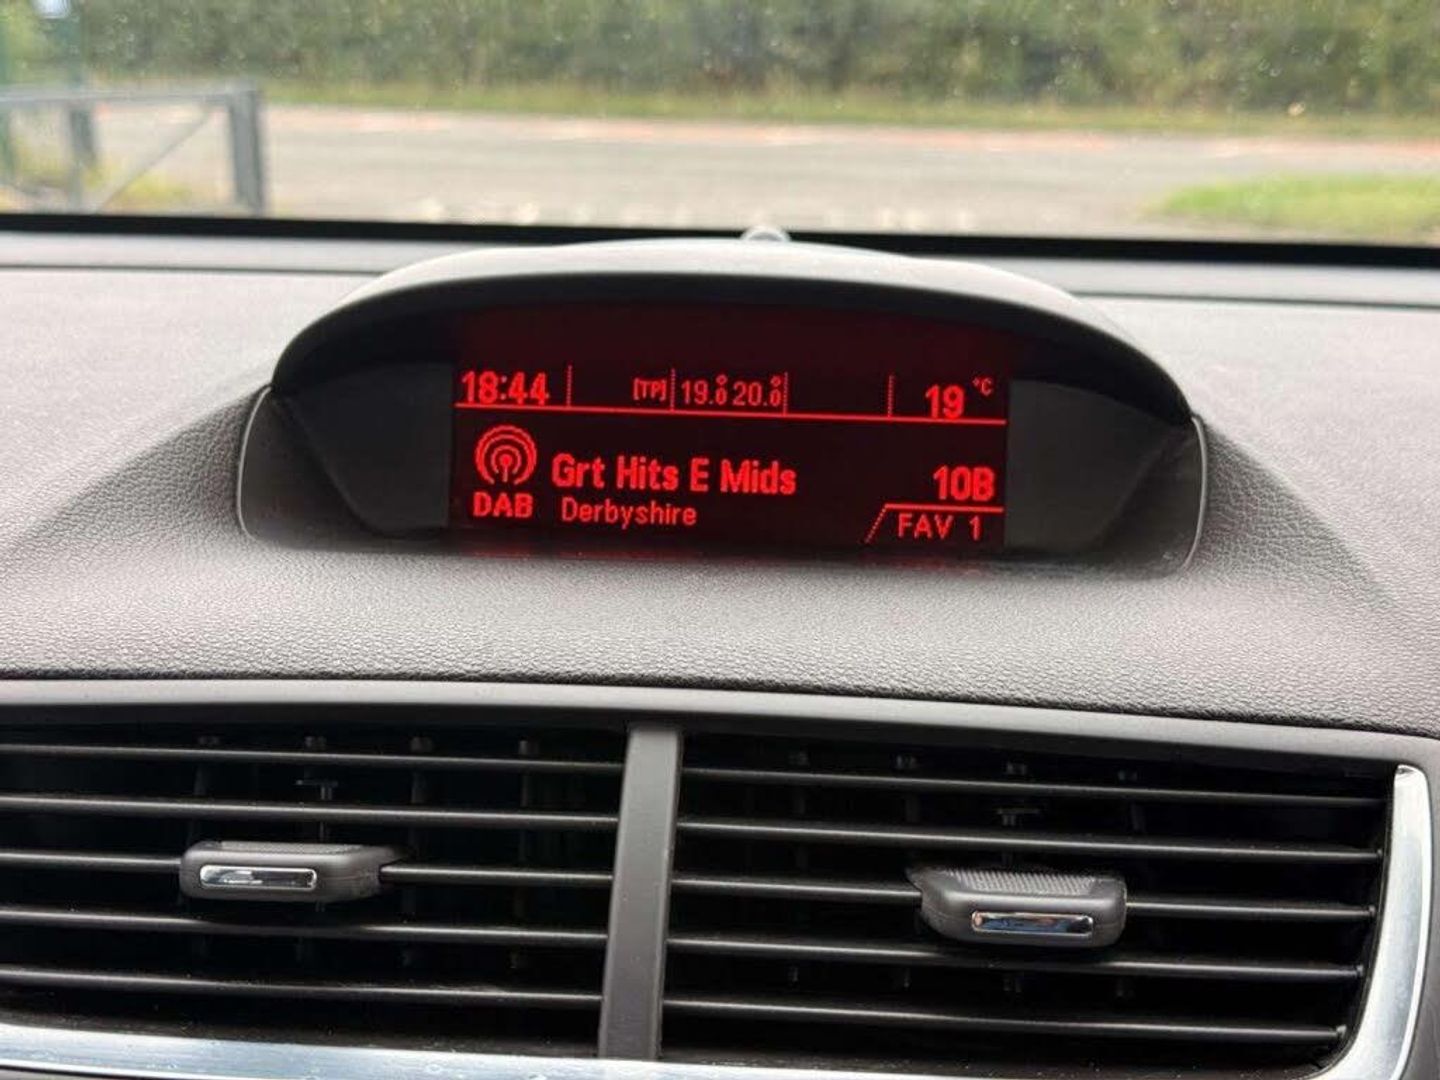 18:44 [TP] 19.0 20.0 19 °C
Grt Hits E Mids 10B
DAB Derbyshire FAV 1